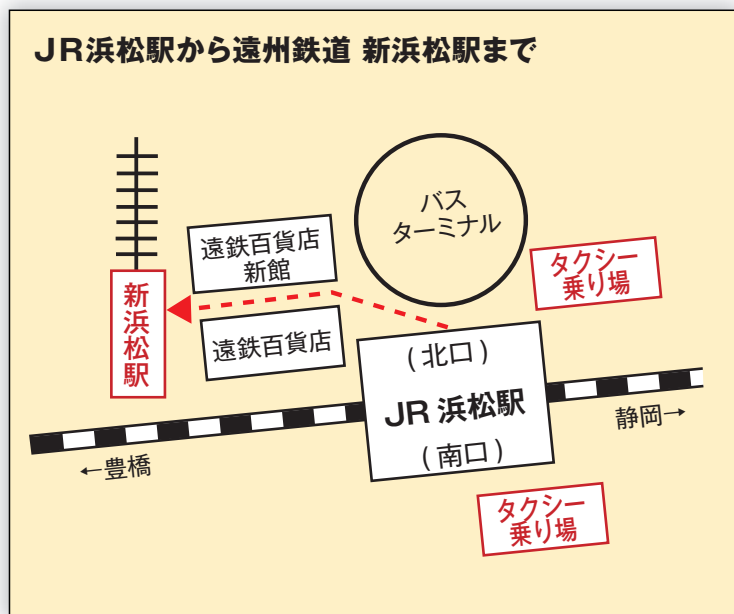 JR浜松駅から遠州鉄道 新浜松駅まで
バス
ターミナル
遠鉄百貨店
新館
タクシー
乗り場
新浜松駅
遠鉄百貨店
(北口)
JR 浜松駅
(南口)
静岡→
←豊橋
タクシー
乗り場